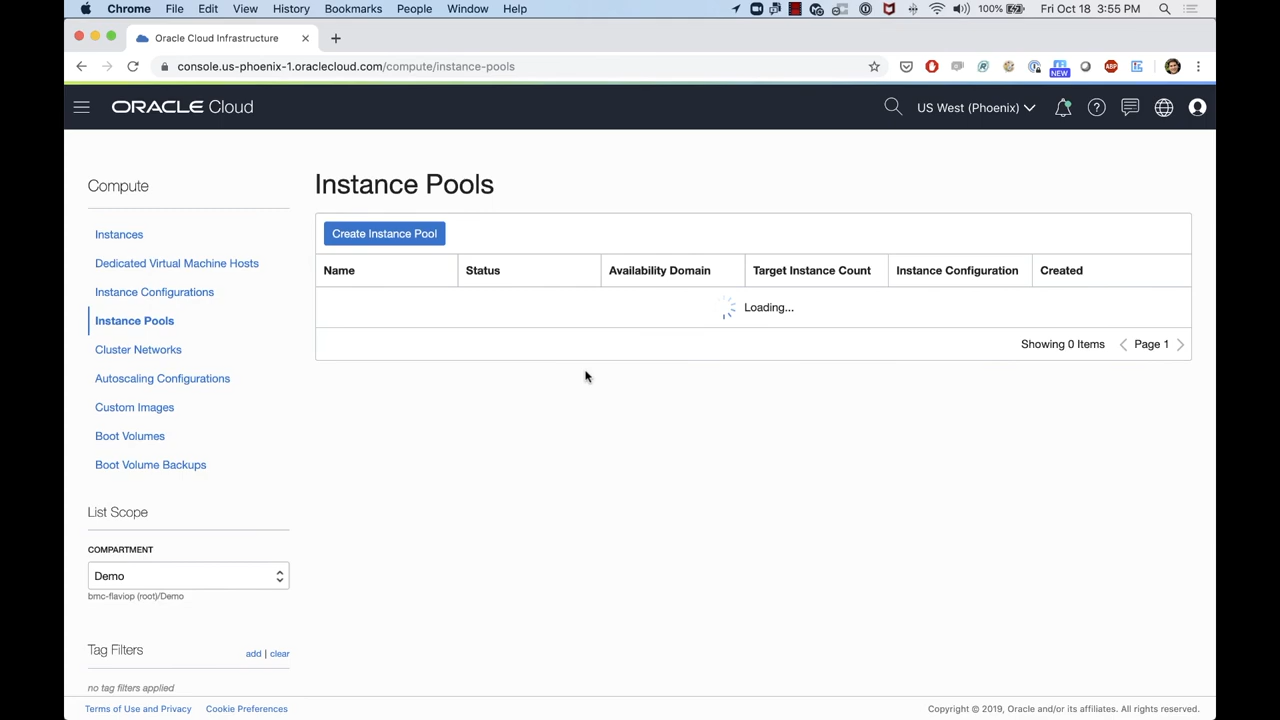 Chrome File Edit View History Bookmarks People Window Help 100% Fri Oct 18 3:55 PM
Oracle Cloud Infrastructure
console.us-phoenix-1.oraclecloud.com/compute/instance-pools
NEW
ABP
ORACLE Cloud US West (Phoenix)
Compute
Instances
Dedicated Virtual Machine Hosts
Instance Configurations
Instance Pools
Cluster Networks
Autoscaling Configurations
Custom Images
Boot Volumes
Boot Volume Backups
List Scope
COMPARTMENT
Demo
bmc-flaviop (root)/Demo
Tag Filters add | clear
no tag filters applied
Instance Pools
Create Instance Pool
Name Status Availability Domain Target Instance Count Instance Configuration Created
Loading...
Showing 0 Items Page 1
Terms of Use and Privacy Cookie Preferences Copyright © 2019, Oracle and/or its affiliates. All rights reserved.